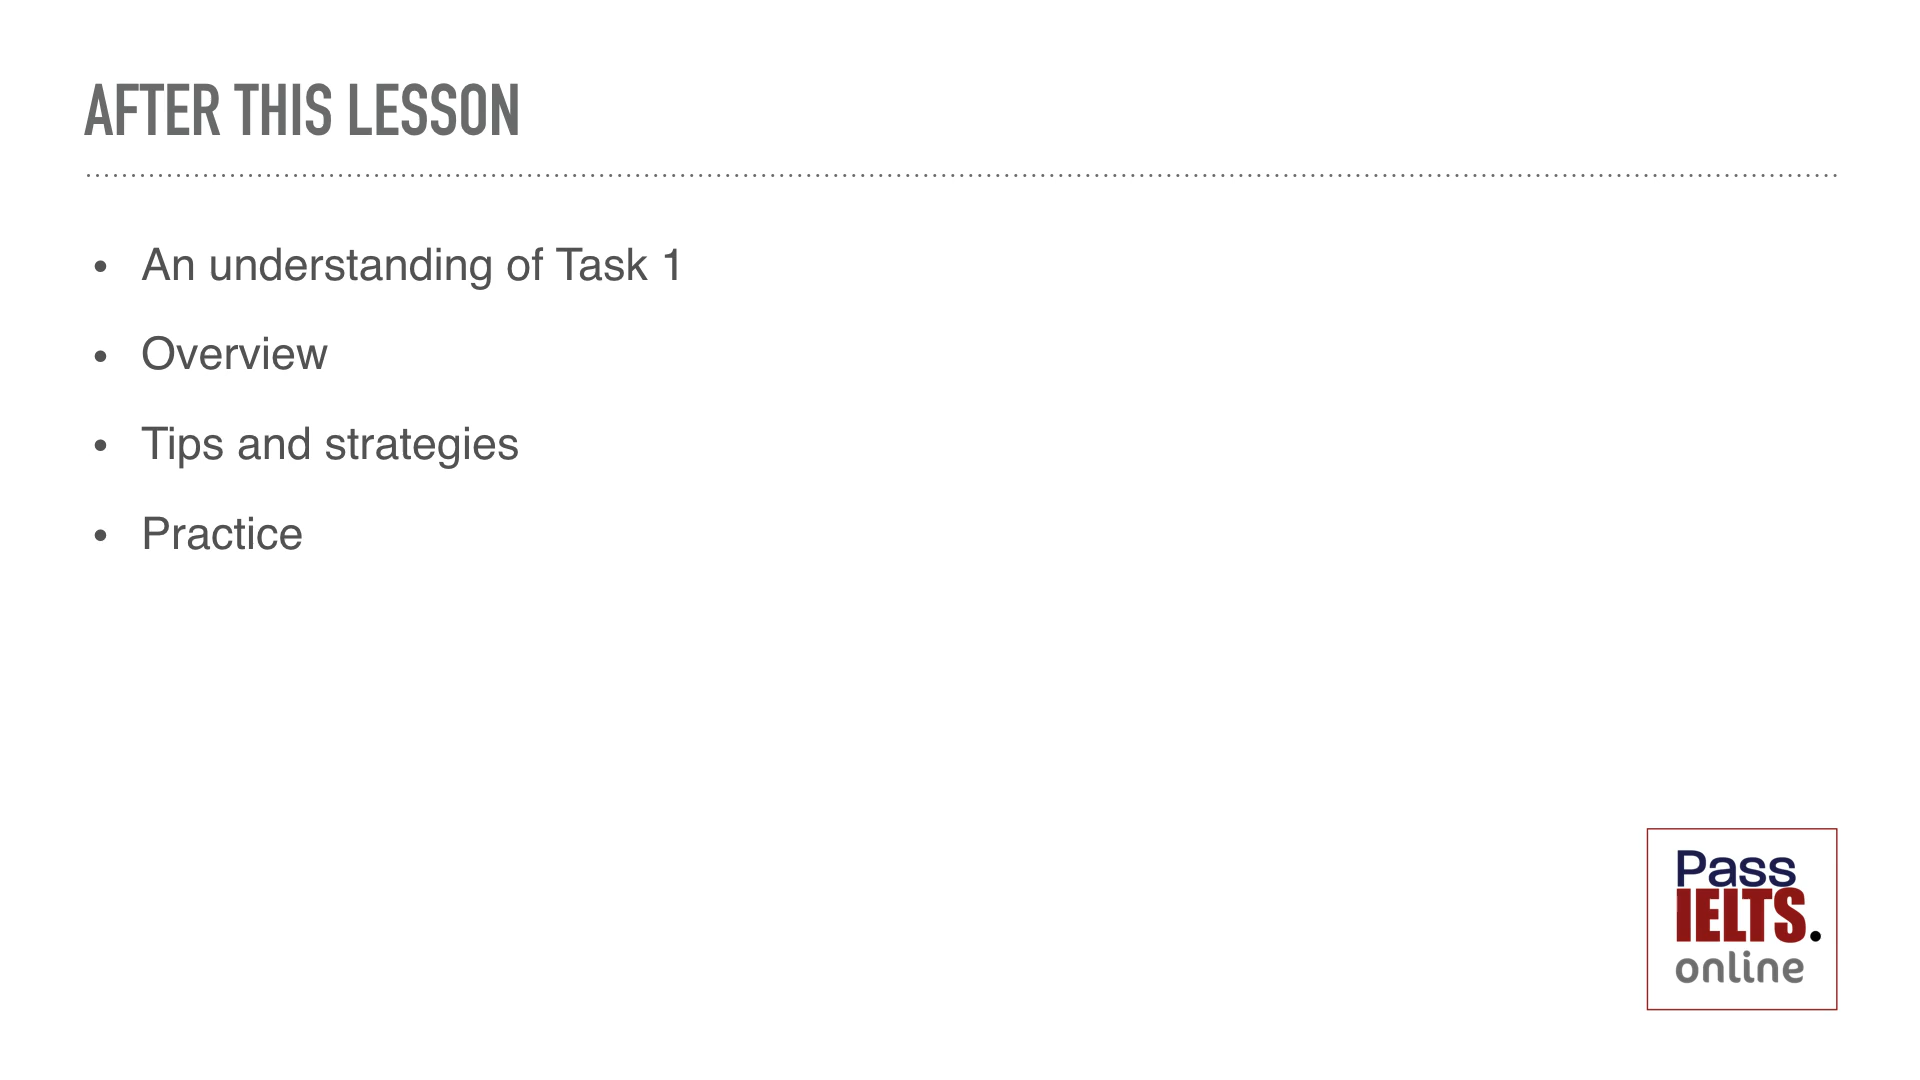 AFTER THIS LESSON
• An understanding of Task 1
• Overview
• Tips and strategies
• Practice
Pass
IELTS.
online